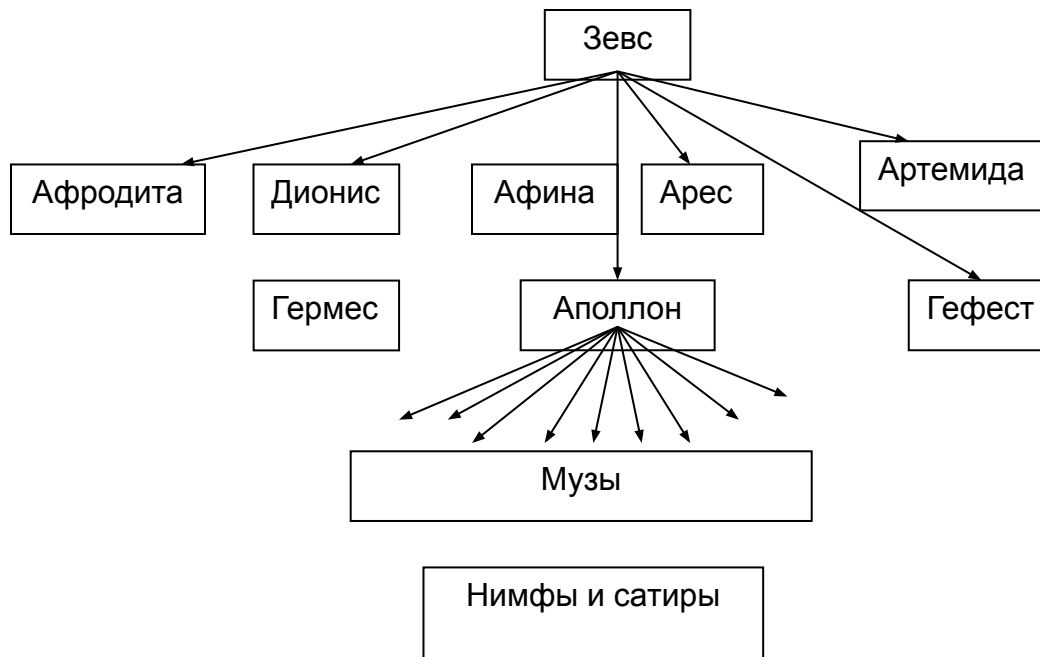 Зевс
Афродита
Дионис
Афина
Арес
Артемида
Гермес
Аполлон
Гефест
Музы
Нимфы и сатиры